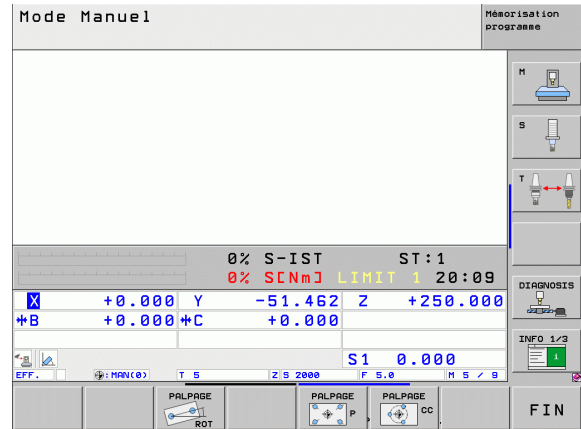 Mode Manuel
Mémorisation
programme
M
S
T
0% S-IST ST:1
0% S[Nm] LIMIT 1 20:09
X +0.000 Y -51.462 Z +250.000
B +0.000 C +0.000
S1 0.000
EFF. : MAN(0) T 5 Z S 2000 F 5.0 M 5 / 9
DIAGNOSIS
INFO 1/3
i
PALPAGE
ROT
PALPAGE
P
PALPAGE
CC
FIN